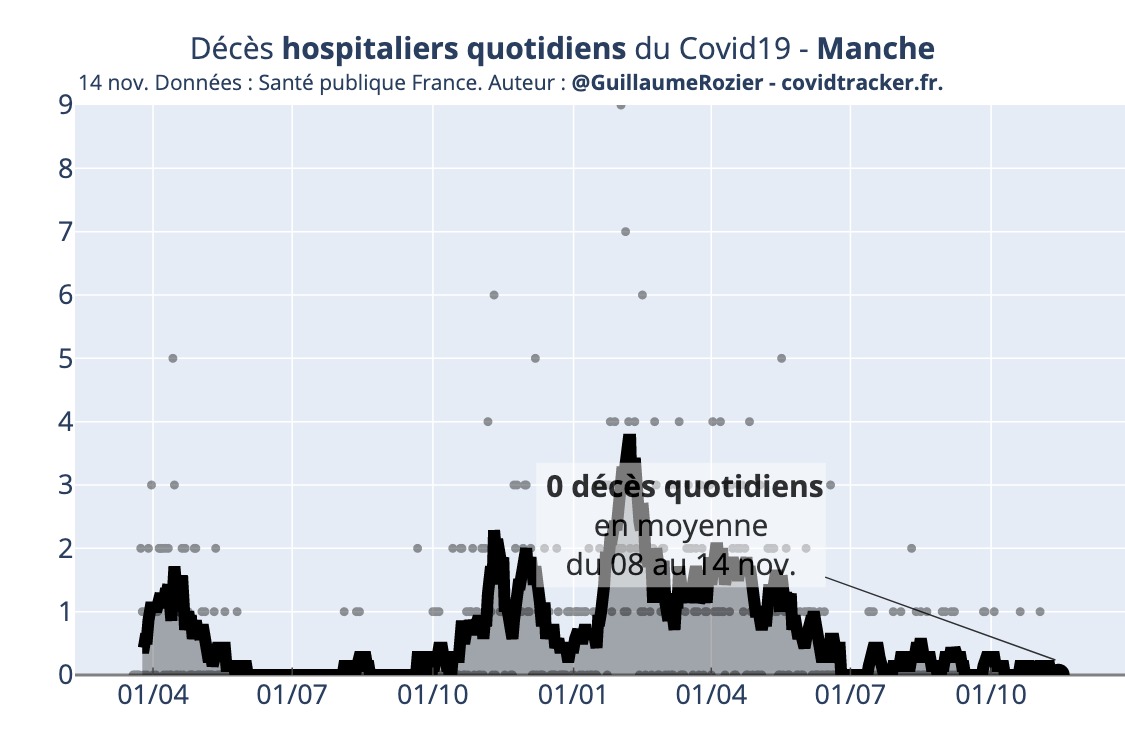 Décès hospitaliers quotidiens du Covid19 - Manche
14 nov. Données : Santé publique France. Auteur : @GuillaumeRozier - covidtracker.fr.
9
8
7
6
5
4
3
2
1
0
0 décès quotidiens
en moyenne
du 08 au 14 nov.
01/04 01/07 01/10 01/01 01/04 01/07 01/10